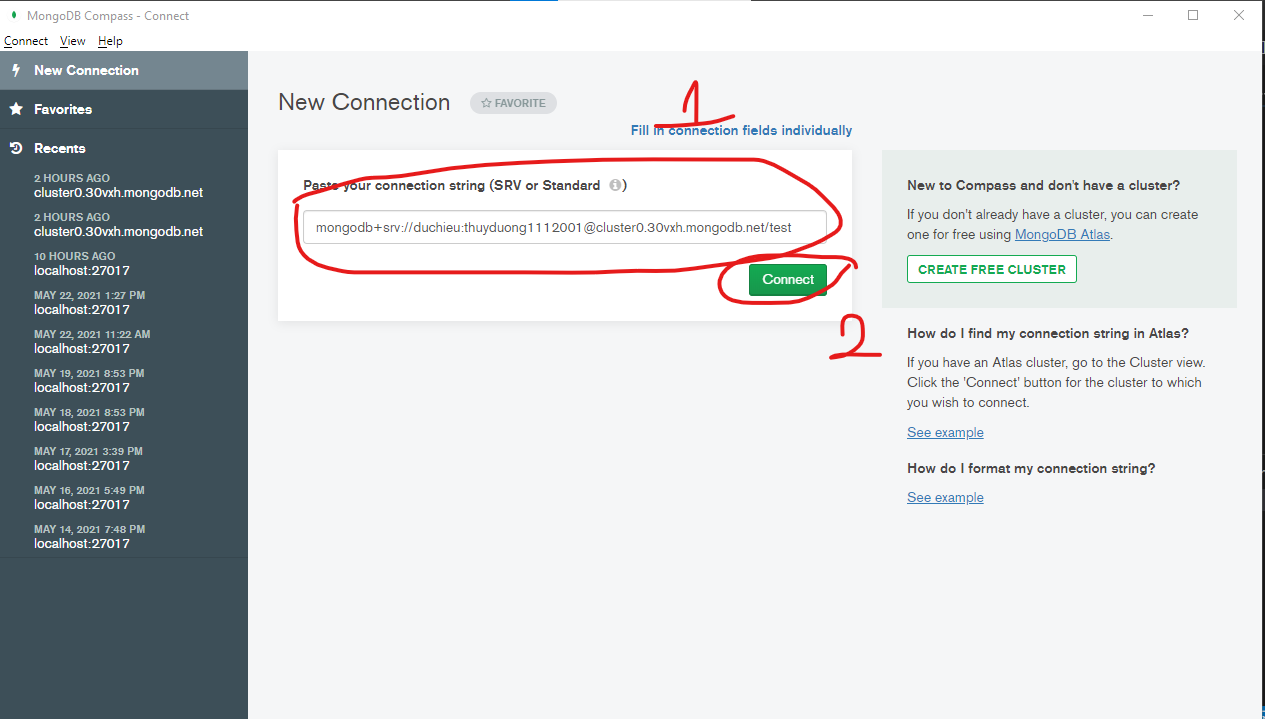 MongoDB Compass - Connect
Connect View Help
New Connection
Favorites
Recents
2 HOURS AGO
cluster0.30vxh.mongodb.net
2 HOURS AGO
cluster0.30vxh.mongodb.net
10 HOURS AGO
localhost:27017
MAY 22, 2021 1:27 PM
localhost:27017
MAY 22, 2021 11:22 AM
localhost:27017
MAY 19, 2021 8:53 PM
localhost:27017
MAY 18, 2021 8:53 PM
localhost:27017
MAY 17, 2021 3:39 PM
localhost:27017
MAY 16, 2021 5:49 PM
localhost:27017
MAY 14, 2021 7:48 PM
localhost:27017
New Connection FAVORITE
1
Fill in connection fields individually
Paste your connection string (SRV or Standard )
mongodb+srv://duchieu:thuyduong1112001@cluster0.30vxh.mongodb.net/test
Connect
2
New to Compass and don't have a cluster?
If you don't already have a cluster, you can create
one for free using MongoDB Atlas.
CREATE FREE CLUSTER
How do I find my connection string in Atlas?
If you have an Atlas cluster, go to the Cluster view.
Click the 'Connect' button for the cluster to which
you wish to connect.
See example
How do I format my connection string?
See example